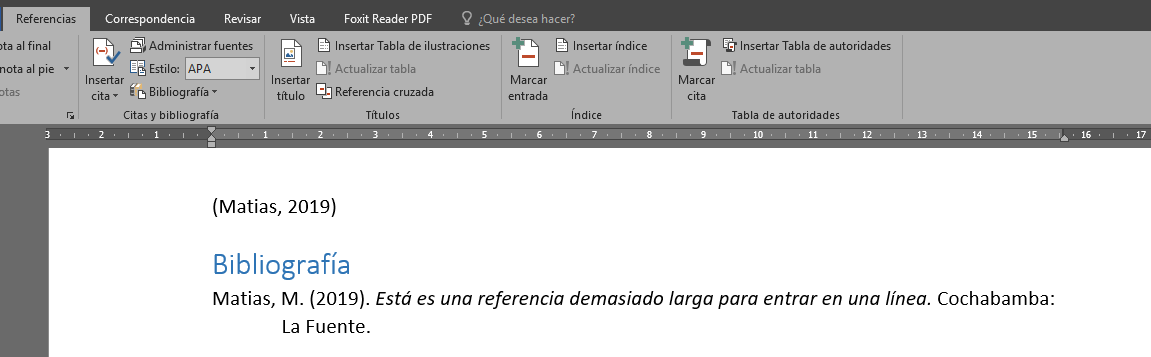 Referencias Correspondencia Revisar Vista Foxit Reader PDF ¿Qué desea hacer?
ota al final Administrar fuentes Insertar Tabla de ilustraciones Insertar índice Insertar Tabla de autoridades
nota al pie Insertar cita Estilo: APA Insertar título Actualizar tabla Marcar entrada Actualizar índice Marcar cita Actualizar tabla
otas Bibliografía Referencia cruzada
Citas y bibliografía Títulos Índice Tabla de autoridades
3 2 1 1 2 3 4 5 6 7 8 9 10 11 12 13 14 15 16 17
(Matias, 2019)
Bibliografía
Matias, M. (2019). Está es una referencia demasiado larga para entrar en una línea. Cochabamba:
La Fuente.